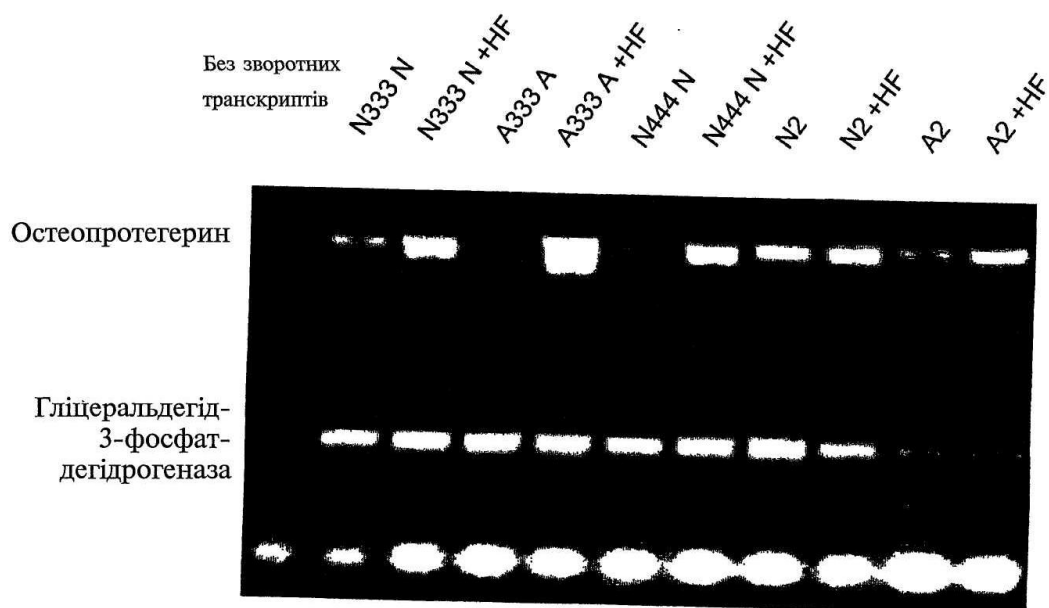 Без зворотних
транскриптів
N333 N
N333 N +HF
A333 A
A333 A +HF
N444 N
N444 N +HF
N2
N2 +HF
A2
A2 +HF
Остеопротегерин
Гліцеральдегід-
3-фосфат-
дегідрогеназа